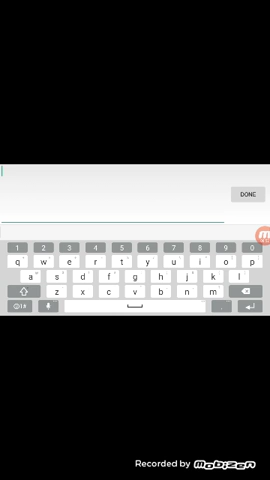 DONE
1 2 3 4 5 6 7 8 9 0
q w e r t y u i o p
a s d f g h j k l
z x c v b n m
Recorded by Mobizen